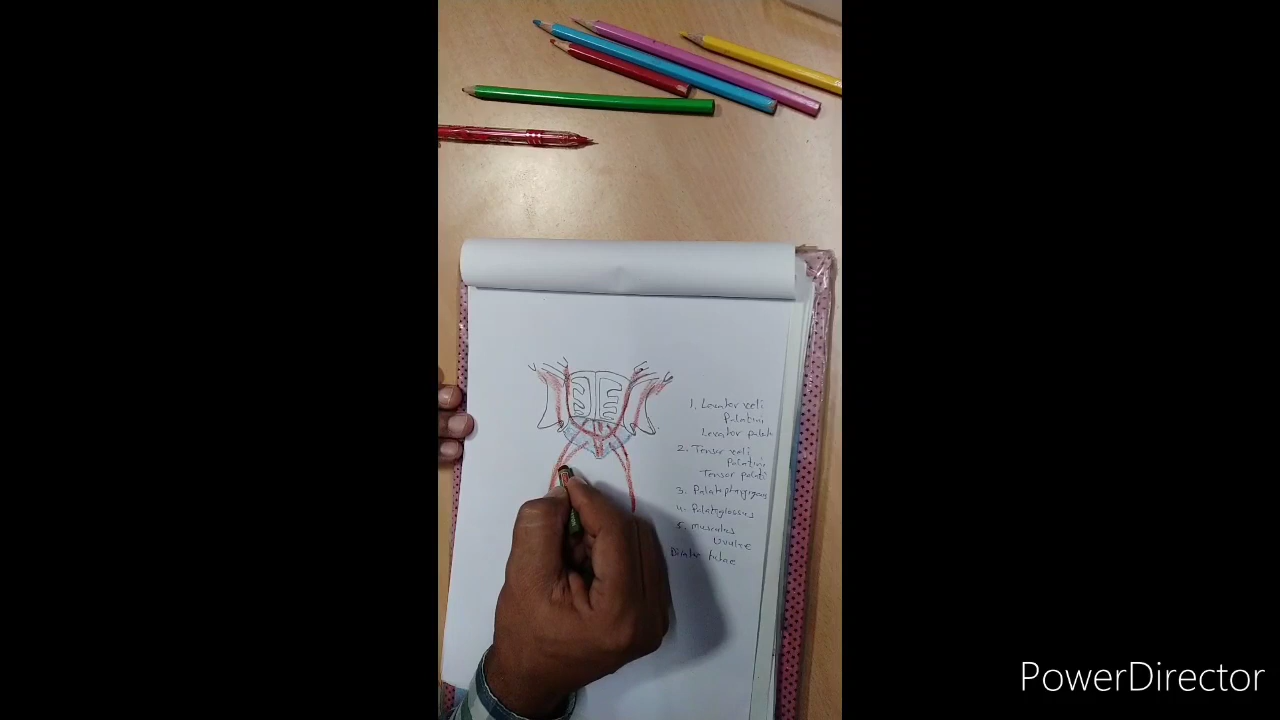 1. Levator veli
Palatini
Levator palati
2. Tensor veli
Palatini
Tensor palati
3. Palatopharyngeus
4. Palatoglossus
5. Musculus
Uvulae
PowerDirector